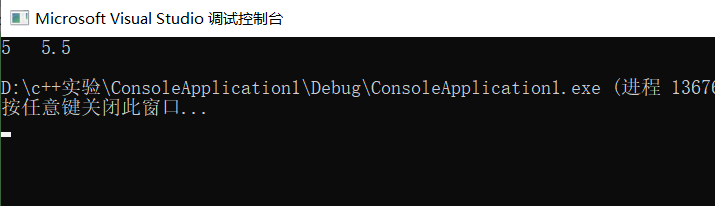 Microsoft Visual Studio 调试控制台
5   5.5
D:\c++实验\ConsoleApplication1\Debug\ConsoleApplication1.exe (进程 13676
按任意键关闭此窗口...